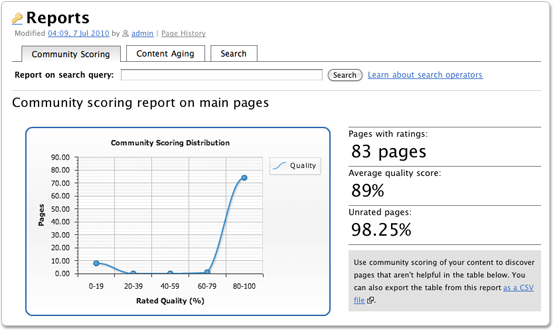 Reports
Modified 04:09, 7 Jul 2010 by admin | Page History
Community Scoring Content Aging Search
Report on search query: Search Learn about search operators
Community scoring report on main pages
Community Scoring Distribution
Quality
Pages
90.00
80.00
70.00
60.00
50.00
40.00
30.00
20.00
10.00
0.00
0-19 20-39 40-59 60-79 80-100
Rated Quality (%)
Pages with ratings:
83 pages
Average quality score:
89%
Unrated pages:
98.25%
Use community scoring of your content to discover
pages that aren't helpful in the table below. You
can also export the table from this report as a CSV
file.